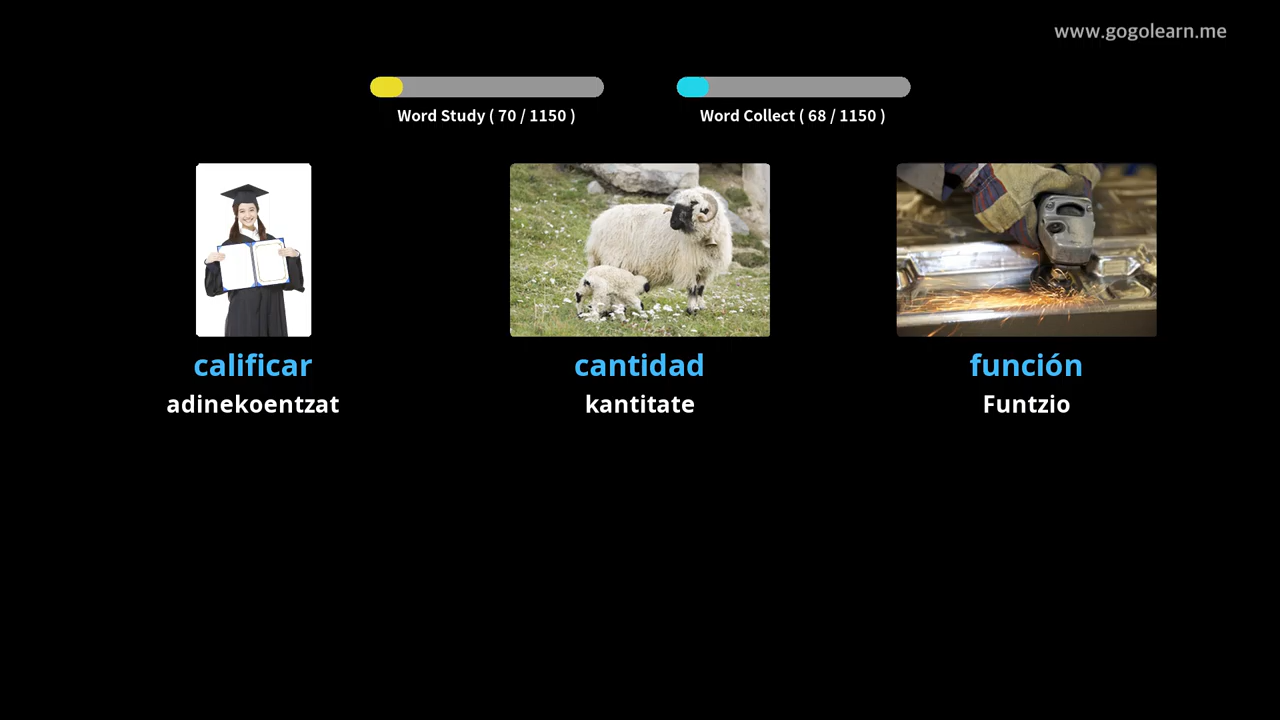 www.gogolearn.me
Word Study ( 70 / 1150 )
Word Collect ( 68 / 1150 )
calificar
adinekoentzat
cantidad
kantitate
función
Funtzio